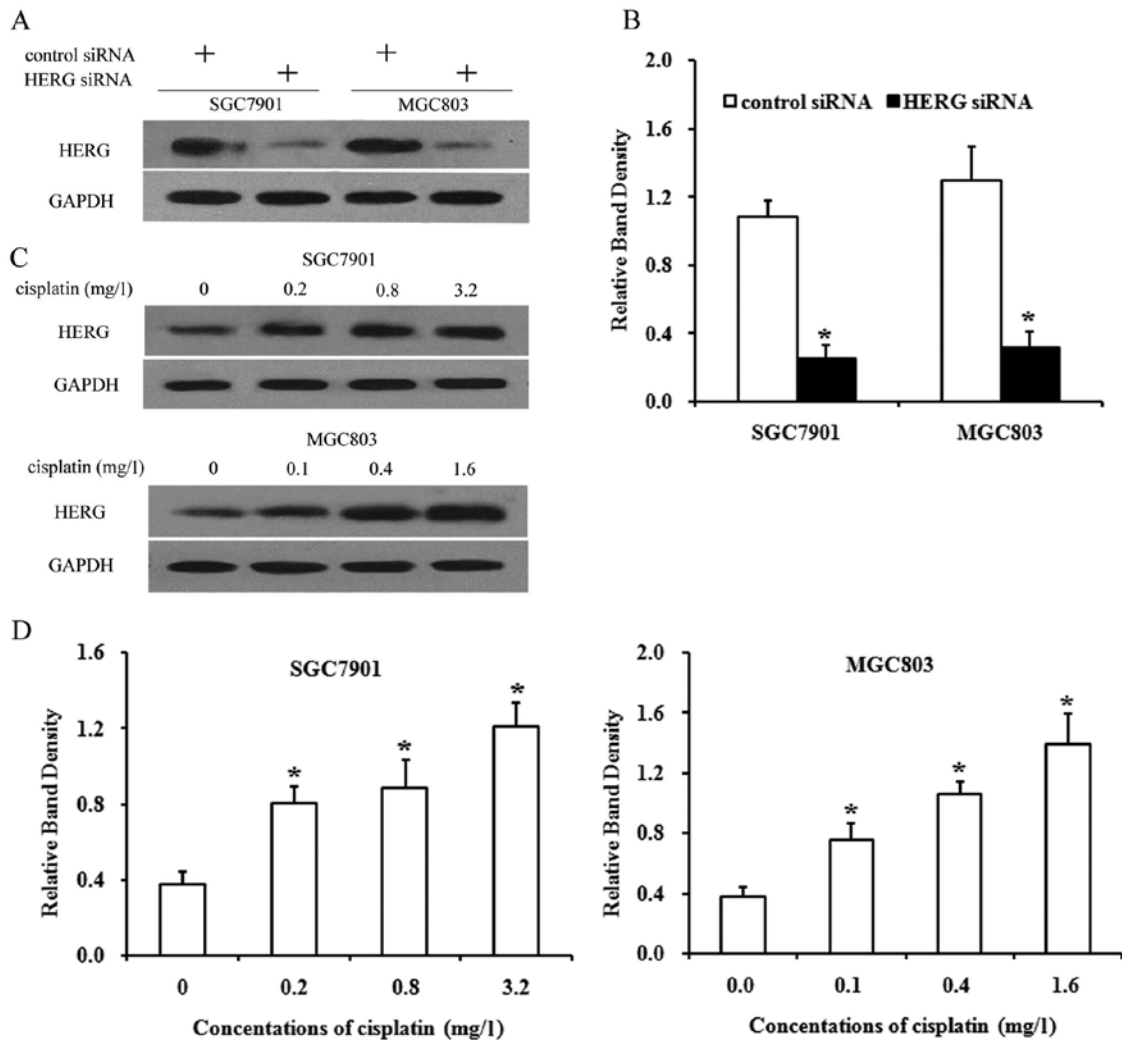 A
control siRNA + +
HERG siRNA + +
SGC7901 MGC803
HERG
GAPDH
B
2.0
1.6
1.2
0.8
0.4
0.0
Relative Band Density
control siRNA HERG siRNA
* *
SGC7901 MGC803
C
SGC7901
cisplatin (mg/l) 0 0.2 0.8 3.2
HERG
GAPDH
MGC803
cisplatin (mg/l) 0 0.1 0.4 1.6
HERG
GAPDH
D
SGC7901
1.6
1.2
0.8
0.4
0.0
Relative Band Density
* * *
0 0.2 0.8 3.2
Concentations of cisplatin (mg/l)
MGC803
2.0
1.6
1.2
0.8
0.4
0.0
Relative Band Density
* * *
0.0 0.1 0.4 1.6
Concentations of cisplatin (mg/l)